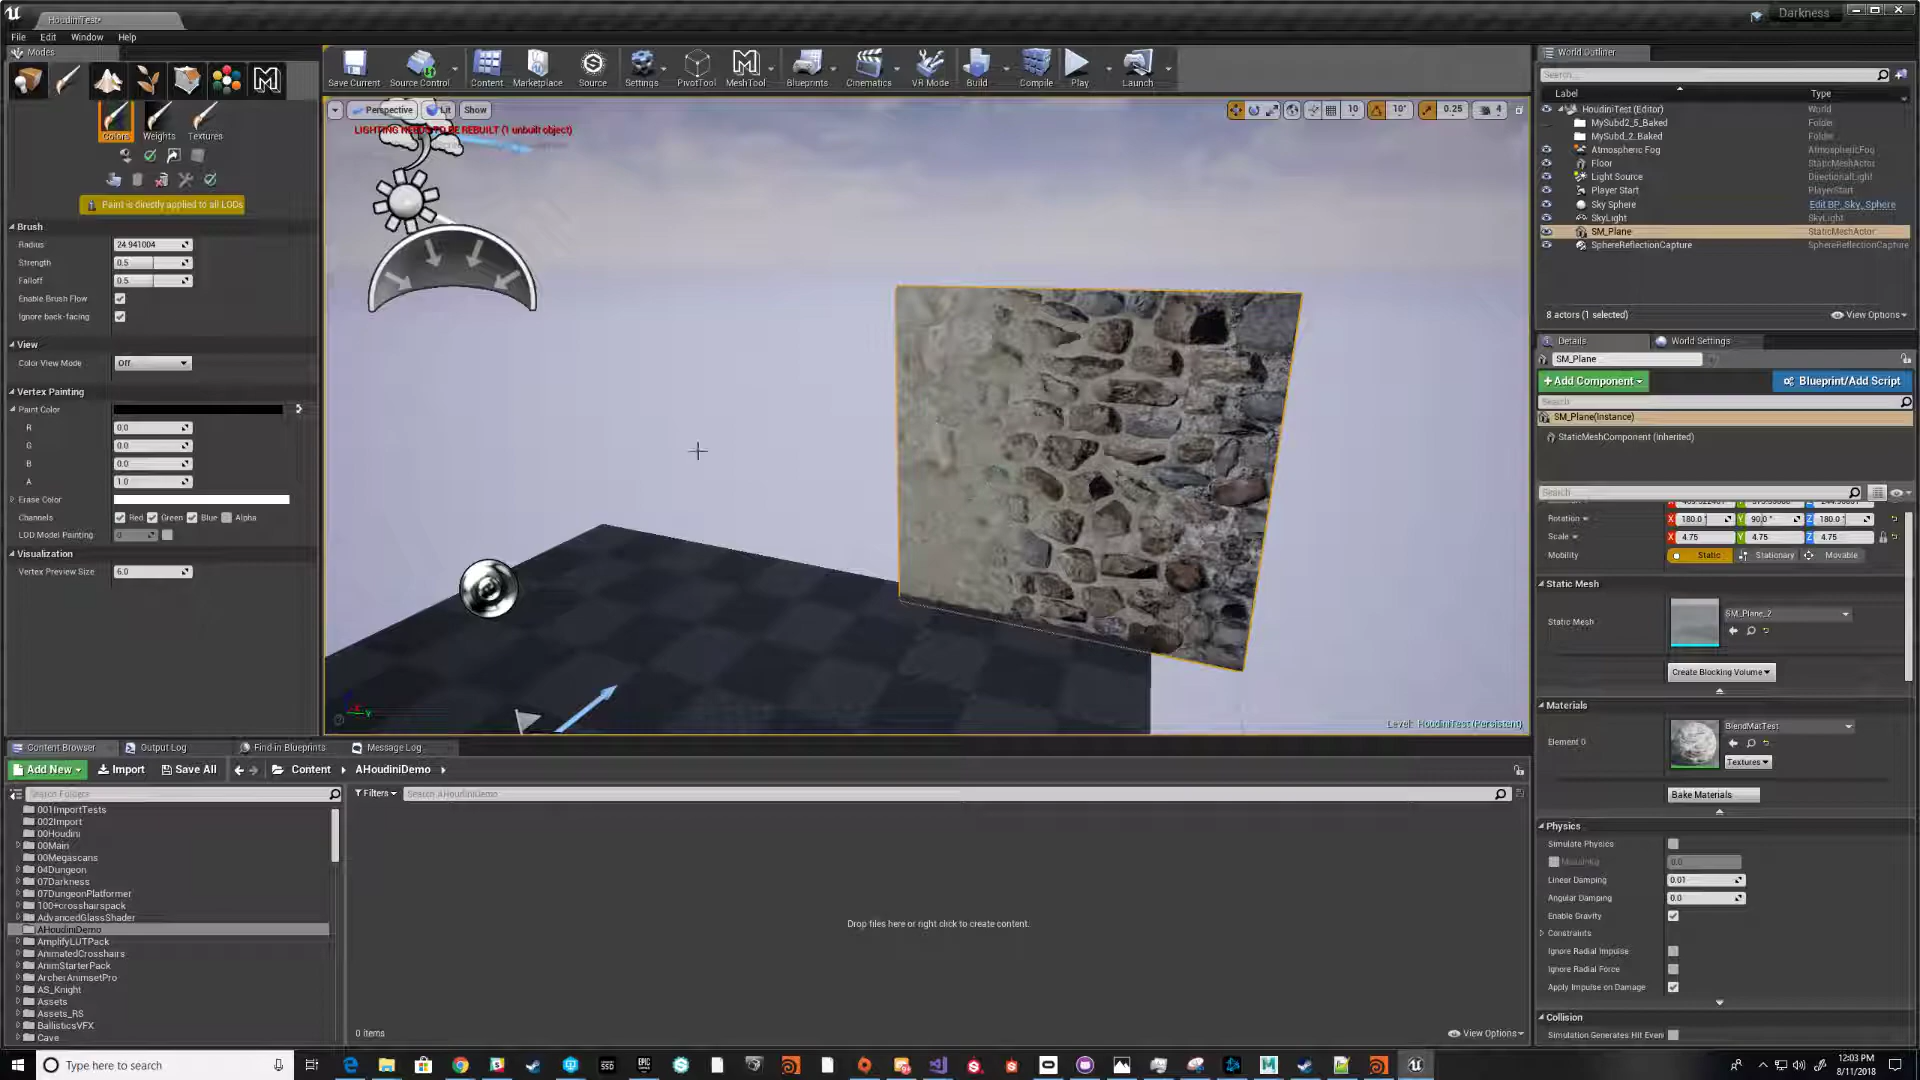 HoudiniTest*
Darkness
File Edit Window Help
Modes
Save Current
Source Control
Content
Marketplace
Source
Settings
PivotTool
MeshTool
Blueprints
Cinematics
VR Mode
Build
Compile
Play
Launch
Colors
Weights
Textures
Paint is directly applied to all LODs
Brush
Radius 24.941004
Strength 0.5
Falloff 0.5
Enable Brush Flow
Ignore back-facing
View
Color View Mode Off
Vertex Painting
Paint Color
R 0.0
G 0.0
B 0.0
A 1.0
Erase Color
Channels Red Green Blue Alpha
LOD Model Painting 0
Visualization
Vertex Preview Size 6.0
Perspective Lit Show
LIGHTING NEEDS TO BE REBUILT (1 unbuilt object)
10 10° 0.25 4
Level: HoudiniTest (Persistent)
World Outliner
Search...
Label Type
HoudiniTest (Editor) World
MySubd2_5_Baked Folder
MySubd_2_Baked Folder
Atmospheric Fog AtmosphericFog
Floor StaticMeshActor
Light Source DirectionalLight
Player Start PlayerStart
Sky Sphere Edit BP_Sky_Sphere
SkyLight SkyLight
SM_Plane StaticMeshActor
SphereReflectionCapture SphereReflectionCapture
8 actors (1 selected) View Options
Details World Settings
SM_Plane
Add Component Blueprint/Add Script
Search
SM_Plane(Instance)
StaticMeshComponent (Inherited)
Search
Rotation X 180.0° Y 90.0° Z 180.0°
Scale X 4.75 Y 4.75 Z 4.75
Mobility Static Stationary Movable
Static Mesh
Static Mesh SM_Plane_2
Create Blocking Volume
Materials
Element 0 BlendMatTest
Textures
Bake Materials
Physics
Simulate Physics
Linear Damping 0.01
Angular Damping 0.0
Enable Gravity
Constraints
Ignore Radial Impulse
Ignore Radial Force
Apply Impulse on Damage
Collision
Simulation Generates Hit Even
Content Browser Output Log Find in Blueprints Message Log
Add New Import Save All Content AHoudiniDemo
Search Folders
Filters Search AHoudiniDemo
001ImportTests
002Import
00Houdini
00Main
00Megascans
04Dungeon
07Darkness
07DungeonPlatformer
100+crosshairspack
AdvancedGlassShader
AHoudiniDemo
AmplifyLUTPack
AnimatedCrosshairs
AnimStarterPack
ArcherAnimsetPro
AS_Knight
Assets
Assets_RS
BallisticsVFX
Cave
Drop files here or right click to create content.
0 items View Options
Type here to search
12:03 PM
8/11/2018